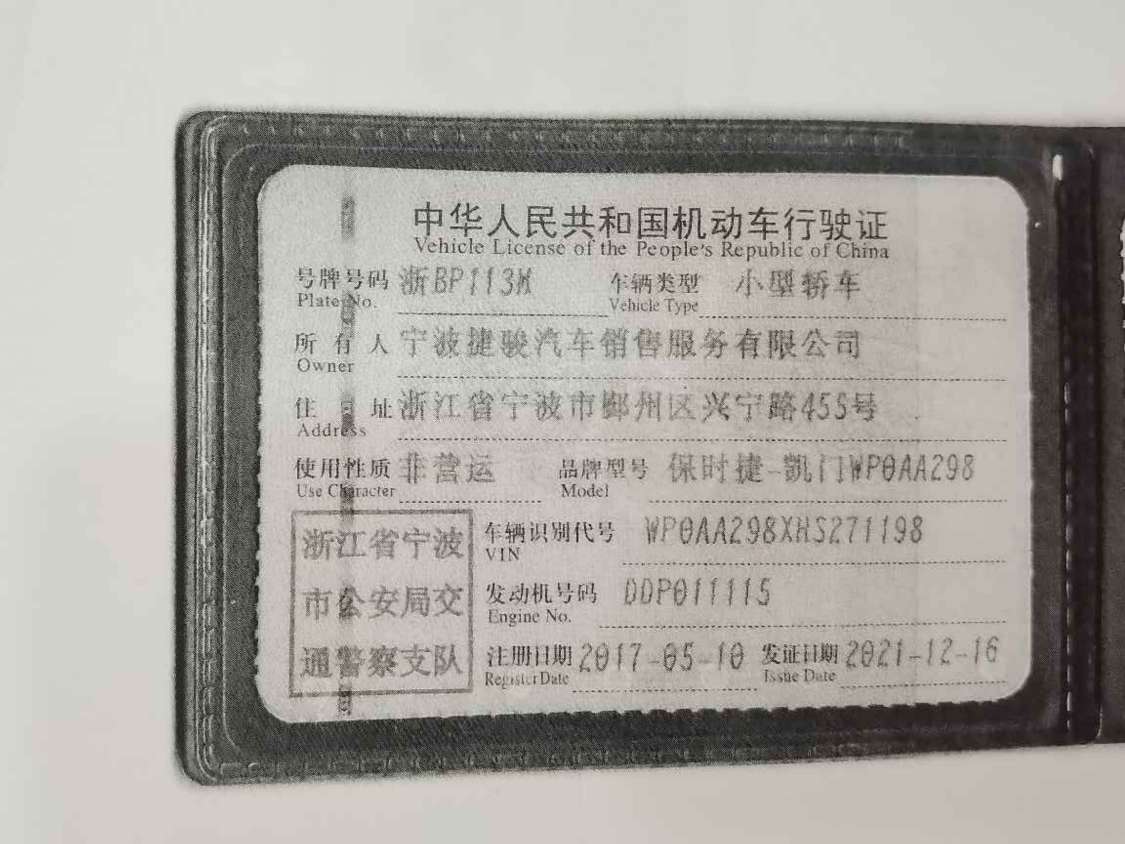 中华人民共和国机动车行驶证
Vehicle License of the People's Republic of China
号牌号码 浙BP113M 车辆类型 小型轿车
Plate No. Vehicle Type
所有人 宁波捷骏汽车销售服务有限公司
Owner
住址 浙江省宁波市鄞州区兴宁路455号
Address
使用性质 非营运 品牌型号 保时捷-凯门WP0AA298
Use Character Model
浙江省宁波
市公安局交
通警察支队
车辆识别代号 WP0AA298XHS271198
VIN
发动机号码 DDP011115
Engine No.
注册日期 2017-05-10 发证日期 2021-12-16
Register Date Issue Date